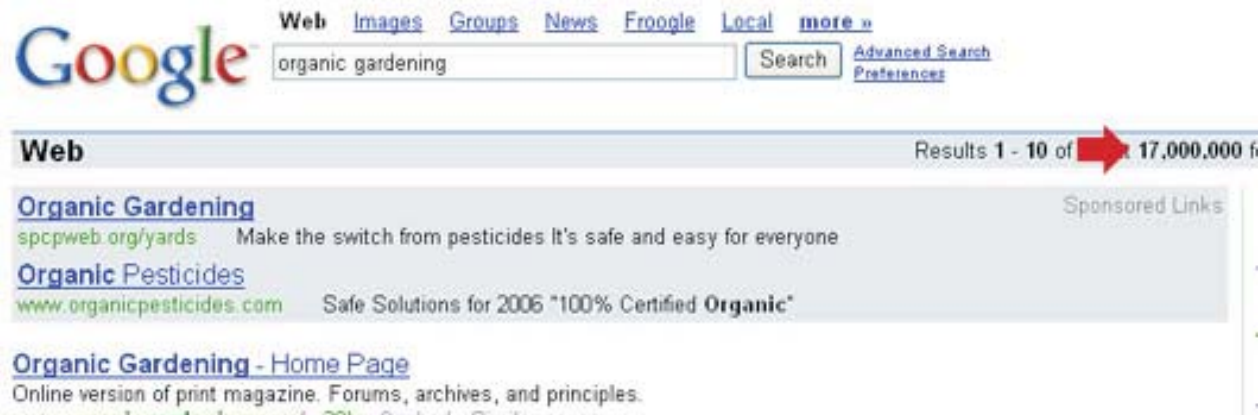 Google
Web Images Groups News Froogle Local more »
organic gardening Search Advanced Search
Preferences
Web Results 1 - 10 of 17,000,000
Organic Gardening Sponsored Links
spcpweb.org/yards Make the switch from pesticides It's safe and easy for everyone
Organic Pesticides
www.organicpesticides.com Safe Solutions for 2006 "100% Certified Organic"
Organic Gardening - Home Page
Online version of print magazine. Forums, archives, and principles.